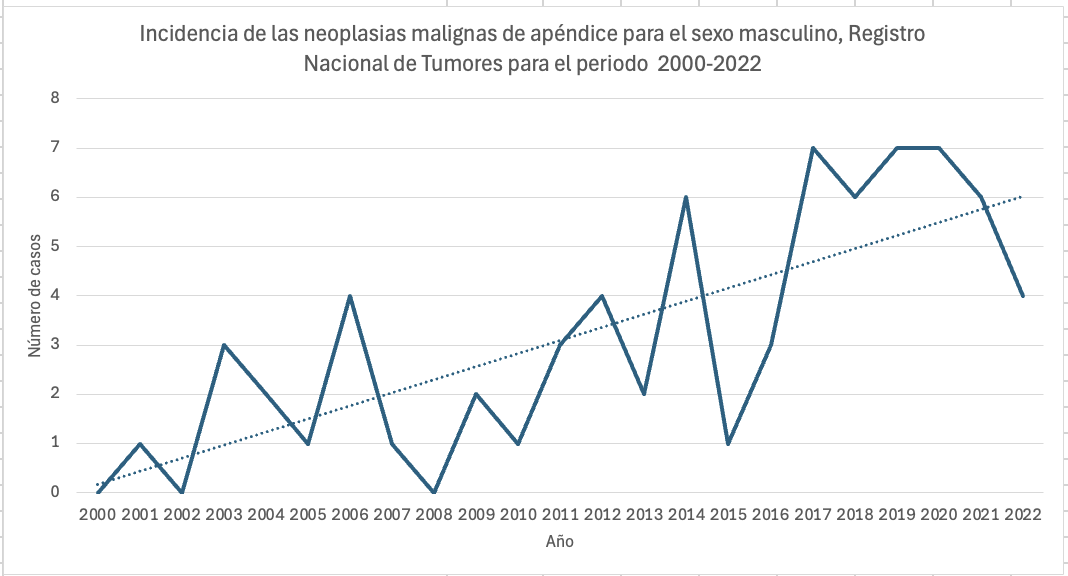 Incidencia de las neoplasias malignas de apéndice para el sexo masculino, Registro
Nacional de Tumores para el periodo  2000-2022
8
7
6
5
4
3
2
1
0
Número de casos
2000 2001 2002 2003 2004 2005 2006 2007 2008 2009 2010 2011 2012 2013 2014 2015 2016 2017 2018 2019 2020 2021 2022
Año